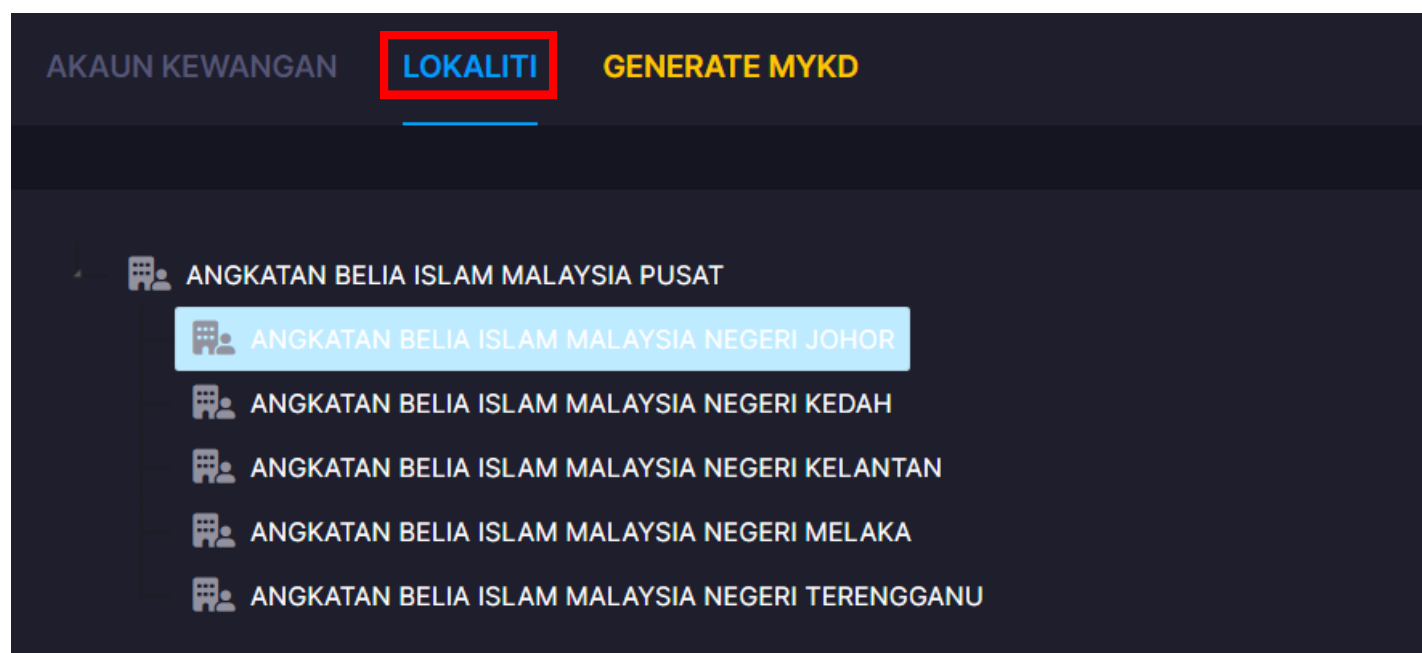 AKAUN KEWANGAN LOKALITI GENERATE MYKD
ANGKATAN BELIA ISLAM MALAYSIA PUSAT
ANGKATAN BELIA ISLAM MALAYSIA NEGERI JOHOR
ANGKATAN BELIA ISLAM MALAYSIA NEGERI KEDAH
ANGKATAN BELIA ISLAM MALAYSIA NEGERI KELANTAN
ANGKATAN BELIA ISLAM MALAYSIA NEGERI MELAKA
ANGKATAN BELIA ISLAM MALAYSIA NEGERI TERENGGANU